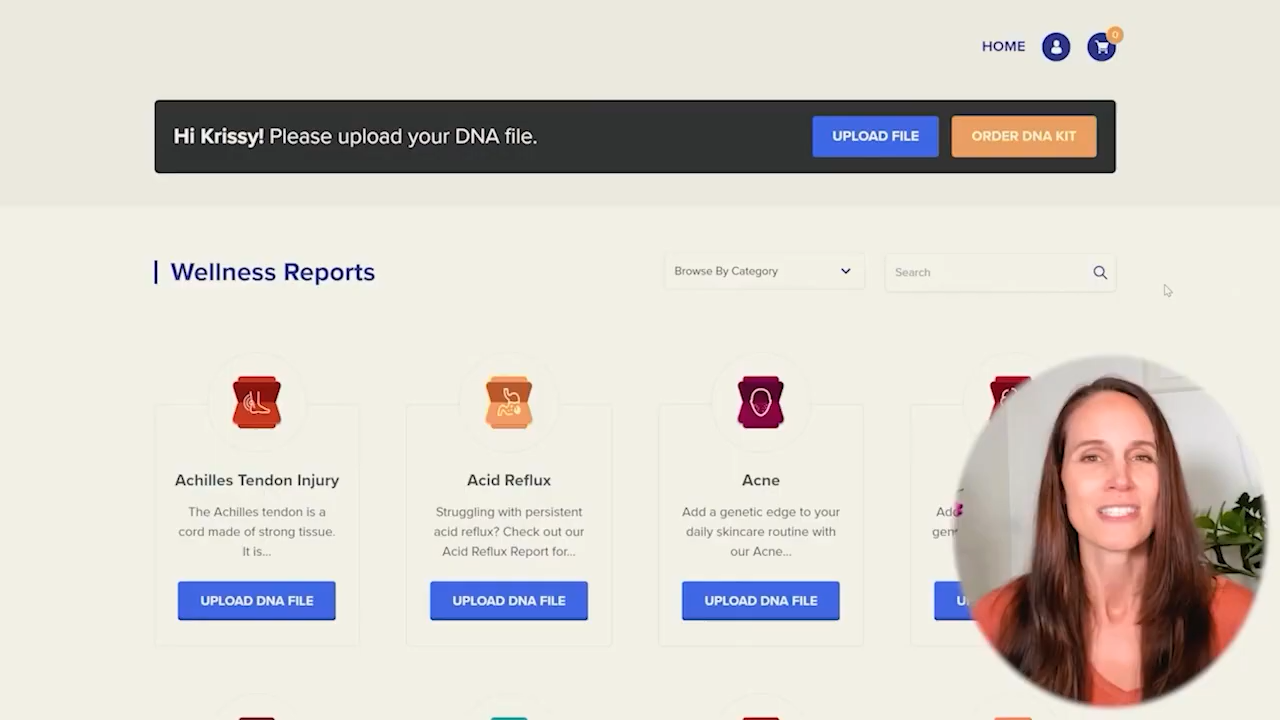 HOME
0
Hi Krissy! Please upload your DNA file.
UPLOAD FILE
ORDER DNA KIT
Wellness Reports
Browse By Category
Search
Achilles Tendon Injury
The Achilles tendon is a
cord made of strong tissue.
It is...
UPLOAD DNA FILE
Acid Reflux
Struggling with persistent
acid reflux? Check out our
Acid Reflux Report for...
UPLOAD DNA FILE
Acne
Add a genetic edge to your
daily skincare routine with
our Acne...
UPLOAD DNA FILE